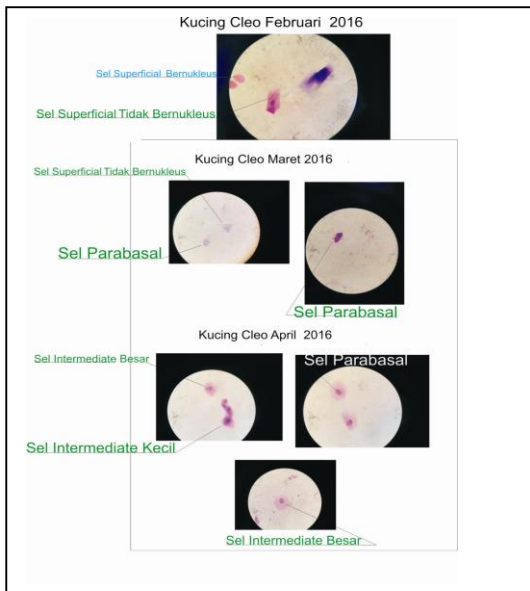 Kucing Cleo Februari 2016
Sel Superficial Bernukleus
Sel Superficial Tidak Bernukleus
Kucing Cleo Maret 2016
Sel Superficial Tidak Bernukleus
Sel Parabasal
Sel Parabasal
Kucing Cleo April 2016
Sel Intermediate Besar
Sel Parabasal
Sel Intermediate Kecil
Sel Intermediate Besar